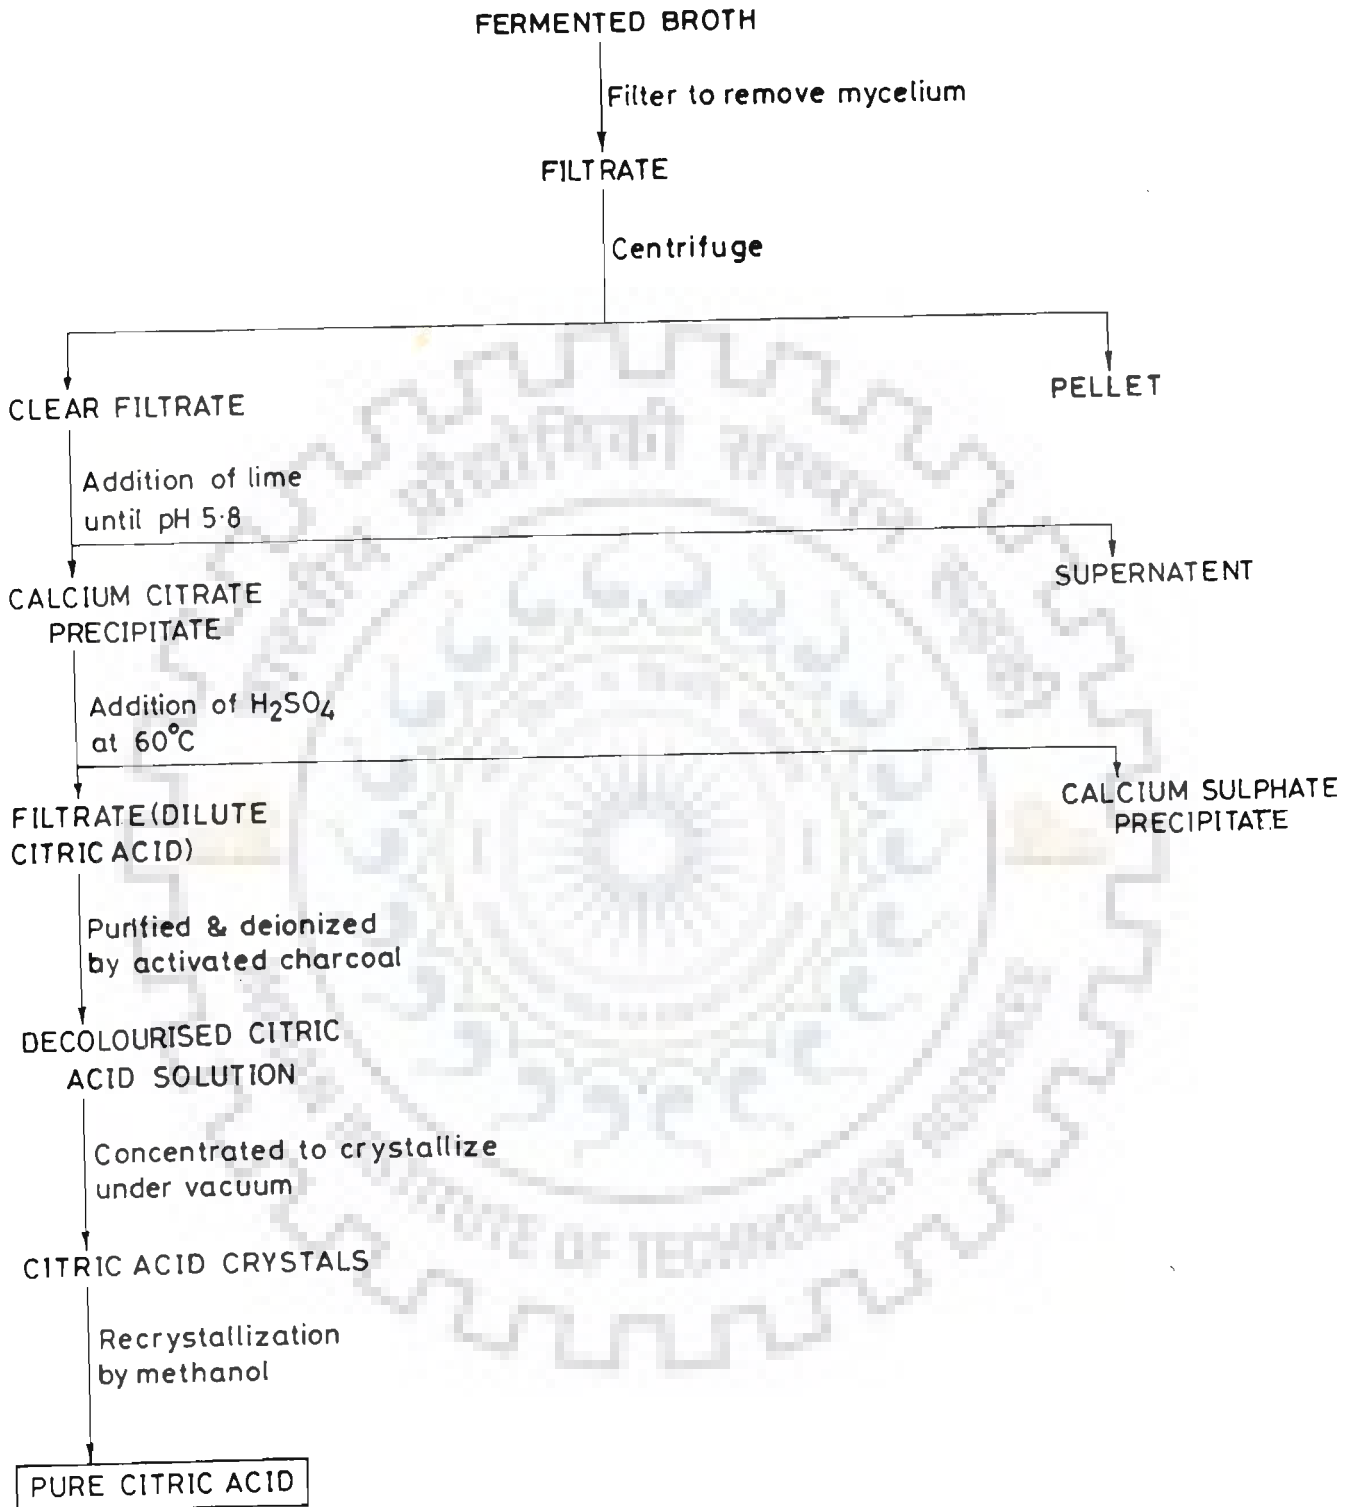 FERMENTED BROTH
Filter to remove mycelium
FILTRATE
Centrifuge
CLEAR FILTRATE
PELLET
Addition of lime
until pH 5·8
CALCIUM CITRATE
PRECIPITATE
SUPERNATENT
Addition of H₂SO₄
at 60°C
FILTRATE (DILUTE
CITRIC ACID)
CALCIUM SULPHATE
PRECIPITATE
Purified & deionized
by activated charcoal
DECOLOURISED CITRIC
ACID SOLUTION
Concentrated to crystallize
under vacuum
CITRIC ACID CRYSTALS
Recrystallization
by methanol
PURE CITRIC ACID
INSTITUTE OF TECHNOLOGY